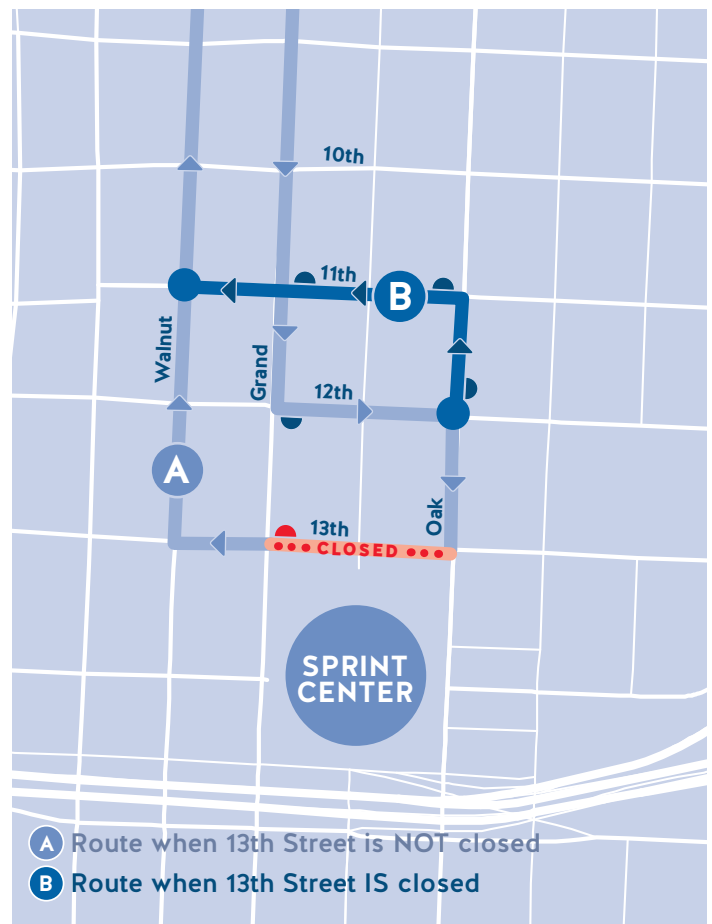 10th
11th
B
Walnut
Grand
12th
A
Oak
13th
CLOSED
SPRINT
CENTER
A Route when 13th Street is NOT closed
B Route when 13th Street IS closed